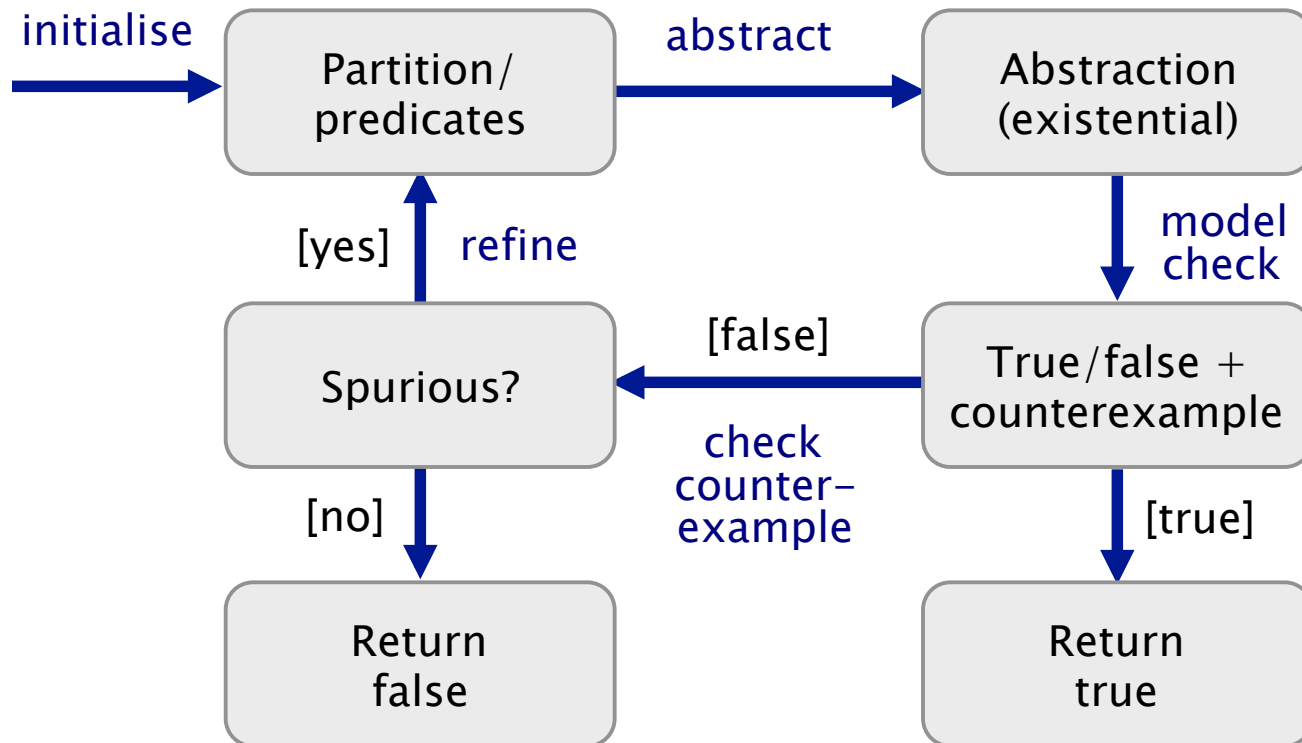 initialise
Partition/
predicates
abstract
Abstraction
(existential)
[yes]
refine
model
check
Spurious?
[false]
check
counter-
example
True/false +
counterexample
[no]
[true]
Return
false
Return
true